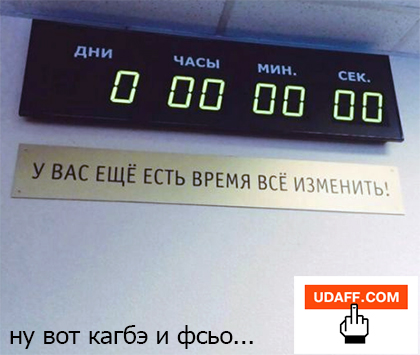 ДНИ ЧАСЫ МИН. СЕК.
0 00 00 00
У ВАС ЕЩЁ ЕСТЬ ВРЕМЯ ВСЁ ИЗМЕНИТЬ!
UDAFF.COM
ну вот кагбэ и фсьо...